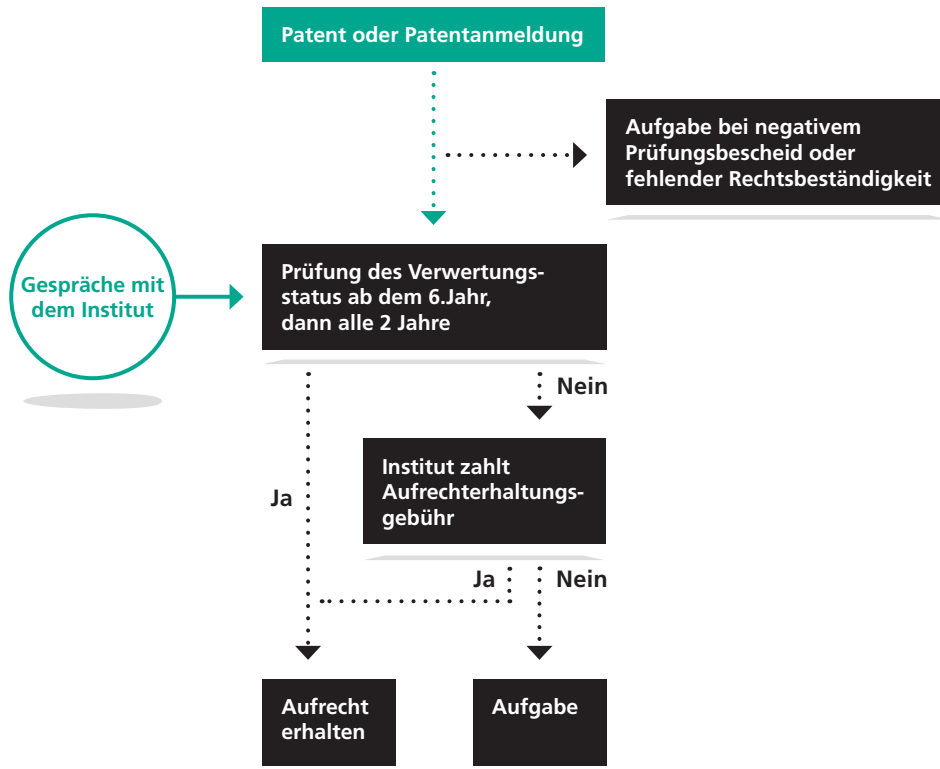 Patent oder Patentanmeldung
Aufgabe bei negativem
Prüfungsbescheid oder
fehlender Rechtsbeständigkeit
Gespräche mit
dem Institut
Prüfung des Verwertungs-
status ab dem 6.Jahr,
dann alle 2 Jahre
Nein
Institut zahlt
Aufrechterhaltungs-
gebühr
Ja
Ja
Nein
Aufrecht
erhalten
Aufgabe